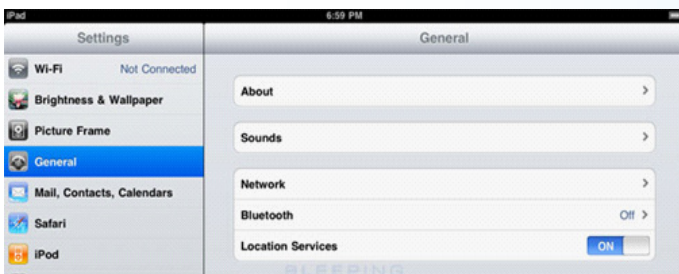 iPad 6:59 PM
Settings
General
Wi-Fi Not Connected
Brightness & Wallpaper
Picture Frame
General
Mail, Contacts, Calendars
Safari
iPod
About
Sounds
Network
Bluetooth Off
Location Services ON
BLEEPING